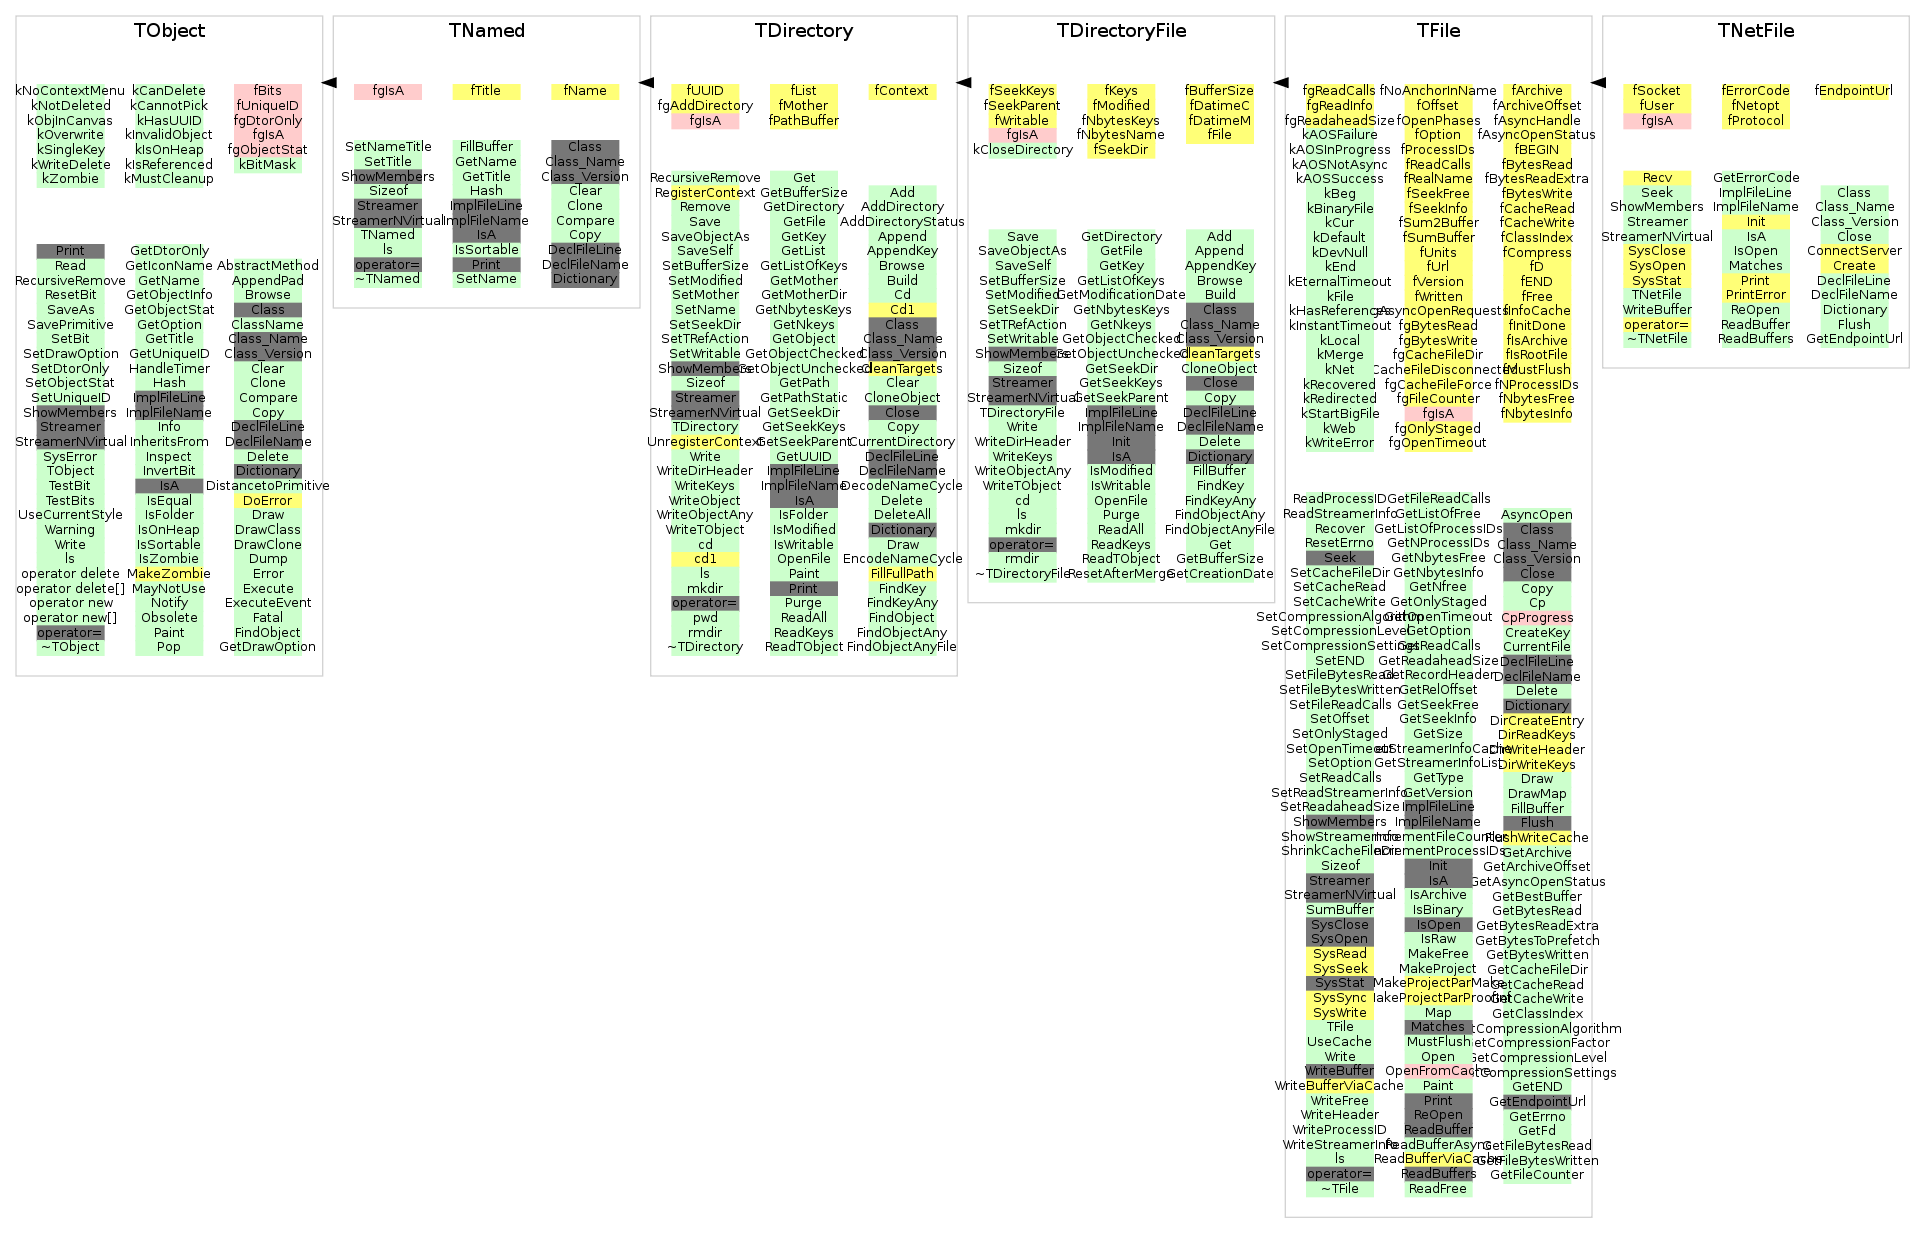 TObject
kNoContextMenu
kNotDeleted
kObjInCanvas
kOverwrite
kSingleKey
kWriteDelete
kZombie
kCanDelete
kCannotPick
kHasUUID
kInvalidObject
kIsOnHeap
kIsReferenced
kMustCleanup
fBits
fUniqueID
fgDtorOnly
fgIsA
fgObjectStat
kBitMask
Print
Read
RecursiveRemove
ResetBit
SaveAs
SavePrimitive
SetBit
SetDrawOption
SetDtorOnly
SetObjectStat
SetUniqueID
ShowMembers
Streamer
StreamerNVirtual
SysError
TObject
TestBit
TestBits
UseCurrentStyle
Warning
Write
ls
operator delete
operator delete[]
operator new
operator new[]
operator=
~TObject
GetDtorOnly
GetIconName
GetName
GetObjectInfo
GetObjectStat
GetOption
GetTitle
GetUniqueID
HandleTimer
Hash
ImplFileLine
ImplFileName
Info
InheritsFrom
Inspect
InvertBit
IsA
IsEqual
IsFolder
IsOnHeap
IsSortable
IsZombie
MakeZombie
MayNotUse
Notify
Obsolete
Paint
Pop
AbstractMethod
AppendPad
Browse
Class
ClassName
Class_Name
Class_Version
Clear
Clone
Compare
Copy
DeclFileLine
DeclFileName
Delete
Dictionary
DistancetoPrimitive
DoError
Draw
DrawClass
DrawClone
Dump
Error
Execute
ExecuteEvent
Fatal
FindObject
GetDrawOption
TNamed
fgIsA
fTitle
fName
SetNameTitle
SetTitle
ShowMembers
Sizeof
Streamer
StreamerNVirtual
TNamed
ls
operator=
~TNamed
FillBuffer
GetName
GetTitle
Hash
ImplFileLine
ImplFileName
IsA
IsSortable
Print
SetName
Class
Class_Name
Class_Version
Clear
Clone
Compare
Copy
DeclFileLine
DeclFileName
Dictionary
TDirectory
fUUID
fgAddDirectory
fgIsA
fList
fMother
fPathBuffer
fContext
RecursiveRemove
RegisterContext
Remove
Save
SaveObjectAs
SaveSelf
SetBufferSize
SetModified
SetMother
SetName
SetSeekDir
SetTRefAction
SetWritable
ShowMembers
Sizeof
Streamer
StreamerNVirtual
TDirectory
UnregisterContext
Write
WriteDirHeader
WriteKeys
WriteObject
WriteObjectAny
WriteTObject
cd
cd1
ls
mkdir
operator=
pwd
rmdir
~TDirectory
Get
GetBufferSize
GetDirectory
GetFile
GetKey
GetList
GetListOfKeys
GetMother
GetMotherDir
GetNbytesKeys
GetNkeys
GetObject
GetObjectChecked
GetObjectUnchecked
GetPath
GetPathStatic
GetSeekDir
GetSeekKeys
GetSeekParent
GetUUID
ImplFileLine
ImplFileName
IsA
IsFolder
IsModified
IsWritable
OpenFile
Paint
Print
Purge
ReadAll
ReadKeys
ReadTObject
Add
AddDirectory
AddDirectoryStatus
Append
AppendKey
Browse
Build
Cd
Cd1
Class
Class_Name
Class_Version
CleanTargets
Clear
CloneObject
Close
Copy
CurrentDirectory
DeclFileLine
DeclFileName
DecodeNameCycle
Delete
DeleteAll
Dictionary
Draw
EncodeNameCycle
FillFullPath
FindKey
FindKeyAny
FindObject
FindObjectAny
FindObjectAnyFile
TDirectoryFile
fSeekKeys
fSeekParent
fWritable
fgIsA
kCloseDirectory
fKeys
fModified
fNbytesKeys
fNbytesName
fSeekDir
fBufferSize
fDatimeC
fDatimeM
fFile
Save
SaveObjectAs
SaveSelf
SetBufferSize
SetModified
SetSeekDir
SetTRefAction
SetWritable
ShowMembers
Sizeof
Streamer
StreamerNVirtual
TDirectoryFile
Write
WriteDirHeader
WriteKeys
WriteObjectAny
WriteTObject
cd
ls
mkdir
operator=
rmdir
~TDirectoryFile
GetDirectory
GetFile
GetKey
GetListOfKeys
GetModificationDate
GetNbytesKeys
GetNkeys
GetObjectChecked
GetObjectUnchecked
GetSeekDir
GetSeekKeys
GetSeekParent
ImplFileLine
ImplFileName
Init
IsA
IsModified
IsWritable
OpenFile
Purge
ReadAll
ReadKeys
ReadTObject
ResetAfterMerge
Add
Append
AppendKey
Browse
Build
Class
Class_Name
Class_Version
CleanTargets
CloneObject
Close
Copy
DeclFileLine
DeclFileName
Delete
Dictionary
FillBuffer
FindKey
FindKeyAny
FindObjectAny
FindObjectAnyFile
Get
GetBufferSize
GetCreationDate
TFile
fgReadCalls
fgReadInfo
fgReadaheadSize
kAOSFailure
kAOSInProgress
kAOSNotAsync
kAOSSuccess
kBeg
kBinaryFile
kCur
kDefault
kDevNull
kEnd
kEternalTimeout
kFile
kHasReferences
kInstantTimeout
kLocal
kMerge
kNet
kRecovered
kRedirected
kStartBigFile
kWeb
kWriteError
fNoAnchorInName
fOffset
fOpenPhases
fOption
fProcessIDs
fReadCalls
fRealName
fSeekFree
fSeekInfo
fSum2Buffer
fSumBuffer
fUnits
fUrl
fVersion
fWritten
fgBytesRead
fgBytesWrite
fgCacheFileDir
fgCacheFileForce
fgFileCounter
fgIsA
fgOnlyStaged
fgOpenTimeout
fArchive
fArchiveOffset
fAsyncHandle
fAsyncOpenStatus
fBEGIN
fBytesRead
fBytesReadExtra
fBytesWrite
fCacheRead
fCacheWrite
fClassIndex
fCompress
fD
fEND
fFree
fInfoCache
fInitDone
fIsArchive
fIsRootFile
fMustFlush
fNProcessIDs
fNbytesFree
fNbytesInfo
ReadProcessID
ReadStreamerInfo
Recover
ResetErrno
Seek
SetCacheFileDir
SetCacheRead
SetCacheWrite
SetCompressionAlgorithm
SetCompressionLevel
SetCompressionSettings
SetEND
SetFileBytesRead
SetFileBytesWritten
SetFileReadCalls
SetOffset
SetOnlyStaged
SetOpenTimeout
SetOption
SetReadCalls
SetReadStreamerInfo
SetReadaheadSize
ShowMembers
ShowStreamerInfo
ShrinkCacheFileDir
Sizeof
Streamer
StreamerNVirtual
SumBuffer
SysClose
SysOpen
SysRead
SysSeek
SysStat
SysSync
SysWrite
TFile
UseCache
Write
WriteBuffer
WriteBufferViaCache
WriteFree
WriteHeader
WriteProcessID
WriteStreamerInfo
ls
operator=
~TFile
GetFileReadCalls
GetListOfFree
GetListOfProcessIDs
GetNProcessIDs
GetNbytesFree
GetNbytesInfo
GetNfree
GetOnlyStaged
GetOpenTimeout
GetOption
GetReadCalls
GetReadaheadSize
GetRecordHeader
GetRelOffset
GetSeekFree
GetSeekInfo
GetSize
GetStreamerInfoList
GetType
GetVersion
ImplFileLine
ImplFileName
Init
IsA
IsArchive
IsBinary
IsOpen
IsRaw
MakeFree
MakeProject
MakeProjectParMake
Map
Matches
MustFlush
Open
OpenFromCache
Paint
Print
ReOpen
ReadBuffer
ReadBufferAsync
ReadBufferViaCache
ReadBuffers
ReadFree
AsyncOpen
Class
Class_Name
Class_Version
Close
Copy
Cp
CpProgress
CreateKey
CurrentFile
DeclFileLine
DeclFileName
Delete
Dictionary
DirCreateEntry
DirReadKeys
DirWriteHeader
DirWriteKeys
Draw
DrawMap
FillBuffer
Flush
FlushWriteCache
GetArchive
GetArchiveOffset
GetAsyncOpenStatus
GetBestBuffer
GetBytesRead
GetBytesReadExtra
GetBytesToPrefetch
GetBytesWritten
GetCacheFileDir
GetCacheRead
GetCacheWrite
GetClassIndex
GetEND
GetEndpointUrl
GetErrno
GetFd
GetFileBytesRead
GetFileBytesWritten
GetFileCounter
TNetFile
fSocket
fUser
fgIsA
fErrorCode
fNetopt
fProtocol
fEndpointUrl
Recv
Seek
ShowMembers
Streamer
StreamerNVirtual
SysClose
SysOpen
SysStat
TNetFile
WriteBuffer
operator=
~TNetFile
GetErrorCode
ImplFileLine
ImplFileName
Init
IsA
IsOpen
Matches
Print
PrintError
ReOpen
ReadBuffer
ReadBuffers
Class
Class_Name
Class_Version
Close
ConnectServer
Create
DeclFileLine
DeclFileName
Dictionary
Flush
GetEndpointUrl